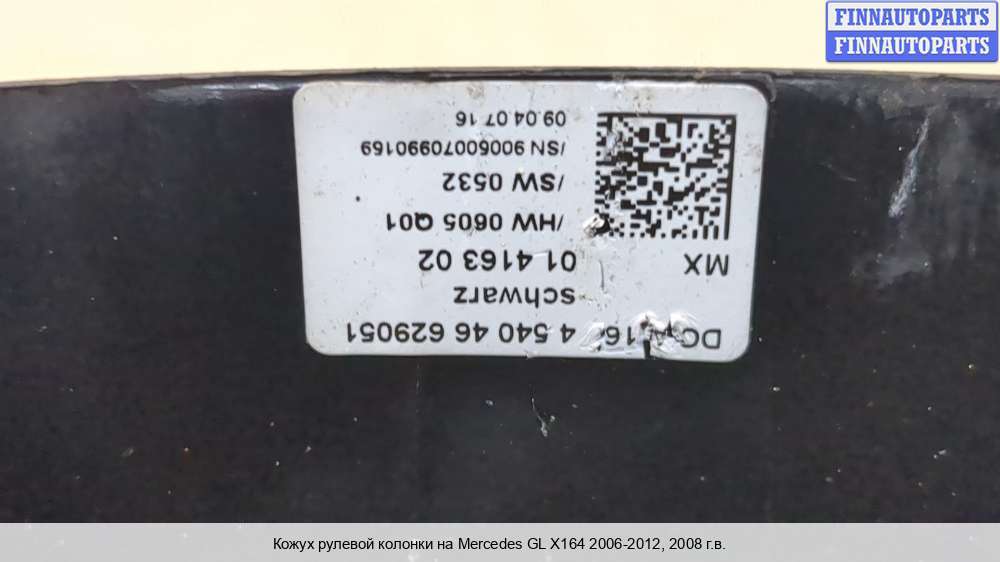 FINNAUTOPARTS
FINNAUTOPARTS
4 540 46 629051
schwarz
MX 01 4163 02
/HW 0605 Q01
/SW 0532
/SN 90060070990169
09.04.07 16
Кожух рулевой колонки на Mercedes GL X164 2006-2012, 2008 г.в.